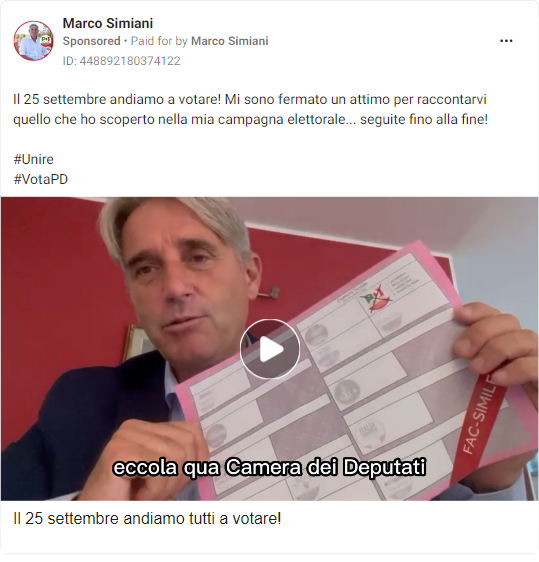 Marco Simiani
Sponsored • Paid for by Marco Simiani
ID: 448892180374122
Il 25 settembre andiamo a votare! Mi sono fermato un attimo per raccontarvi
quello che ho scoperto nella mia campagna elettorale... seguite fino alla fine!
#Unire
#VotaPD
FAC-SIMILE
eccola qua Camera dei Deputati
Il 25 settembre andiamo tutti a votare!